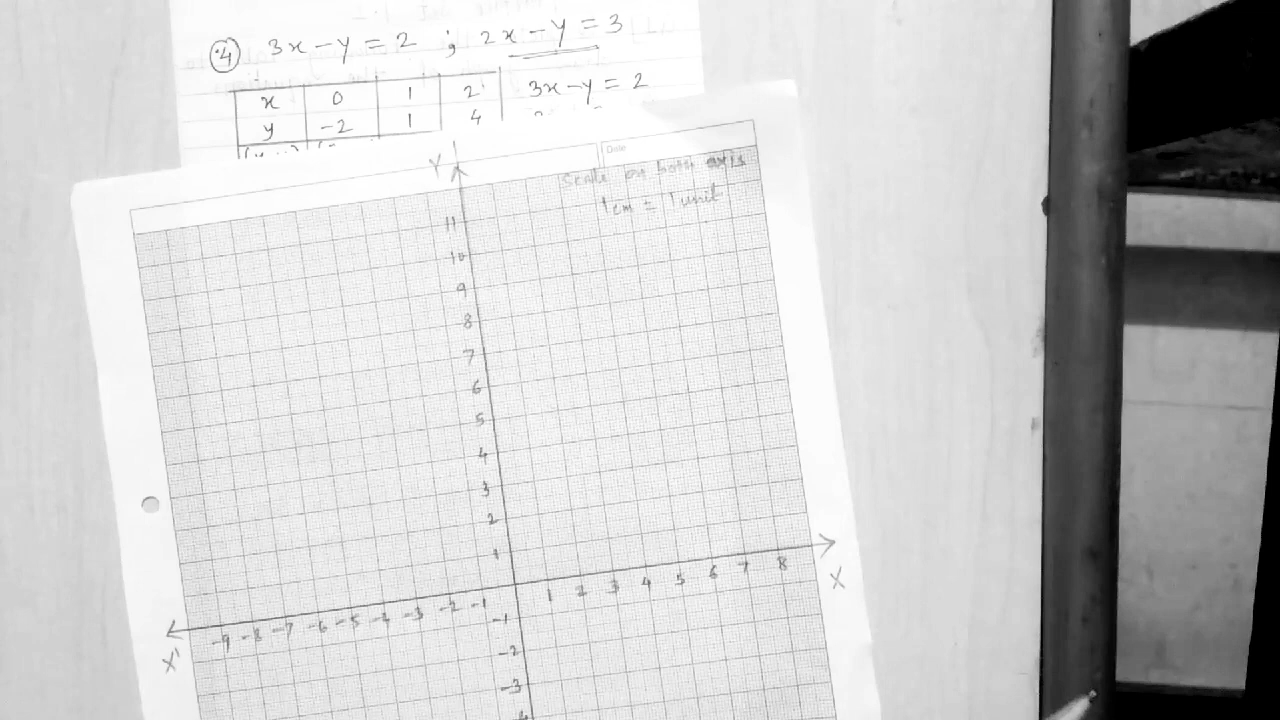 4 3x - y = 2 ; 2x - y = 3
x 0 1 2 3x - y = 2
y -2 1 4
Date
Y Scale on both axis
1cm = 1 unit
11
10
9
8
7
6
5
4
3
2
1
1 2 3 4 5 6 7 8
X
-9 -8 -7 -6 -5 -4 -3 -2 -1
X'
-1
-2
-3